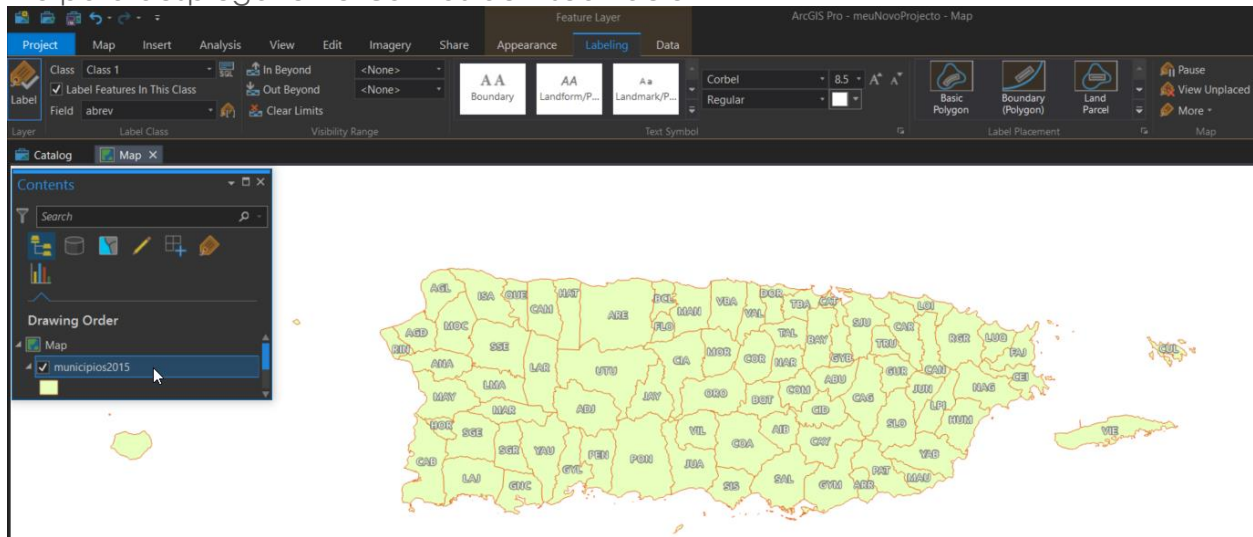 Feature Layer
ArcGIS Pro - meuNovoProjecto - Map
Project Map Insert Analysis View Edit Imagery Share Appearance Labeling Data
Label
Class Class 1
Label Features In This Class
Field abrev
SQL
In Beyond <None>
Out Beyond <None>
Clear Limits
AA Boundary
AA Landform/P...
Aa Landmark/P...
Corbel 8.5 A A
Regular
Basic Polygon
Boundary (Polygon)
Land Parcel
Pause
View Unplaced
More
Layer Label Class Visibility Range Text Symbol Label Placement Map
Catalog Map
Contents
Search
Drawing Order
Map
municipios2015
AGL ISA QUE CAM HAT ARE BCL MAN VBA VAL DOR TBA CAT LOI
AGD MOC FLO TAL BAY SJU CAR
RIN SSE TRU RGR LUQ FAJ CUL
ANA LAR UTU CIA MOR COR NAR GYB GUR CAN CEI
MAY LMA JAY ORO BQT COM ABU CAG JUN NAG
MAR ADJ CID LPI
HOR SGE VIL AIB SLO HUM VIE
SGR YAU PEN PON COA CAY YAB
CAB GYL JUA PAT MAU
LAJ GNC SIS SAL GYM ARR